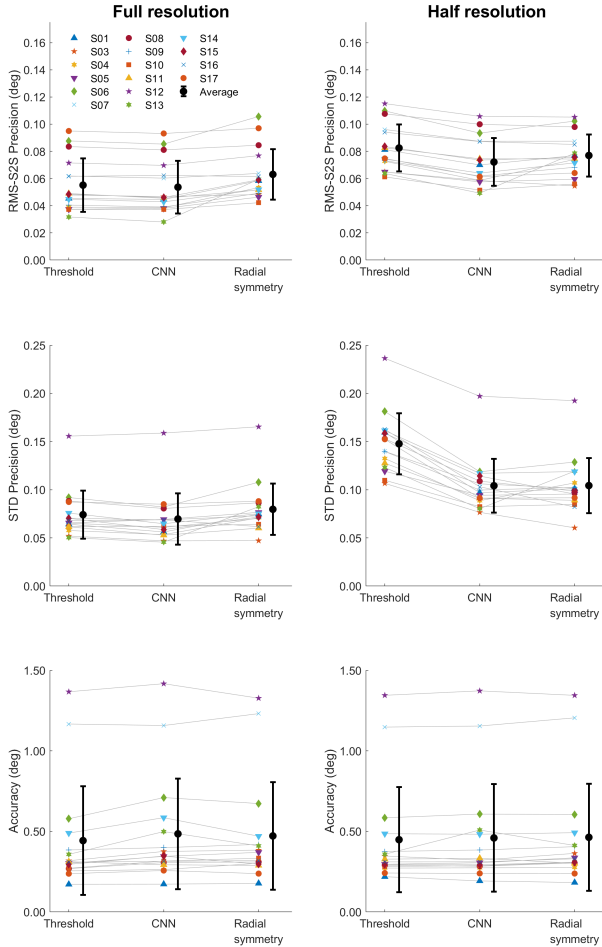 Full resolution
Half resolution
RMS-S2S Precision (deg)
0.16
0.14
0.12
0.10
0.08
0.06
0.04
0.02
0.00
S01
S03
S04
S05
S06
S07
S08
S09
S10
S11
S12
S13
S14
S15
S16
S17
Average
Threshold
CNN
Radial
symmetry
RMS-S2S Precision (deg)
0.16
0.14
0.12
0.10
0.08
0.06
0.04
0.02
0.00
Threshold
CNN
Radial
symmetry
STD Precision (deg)
0.25
0.20
0.15
0.10
0.05
0.00
Threshold
CNN
Radial
symmetry
STD Precision (deg)
0.25
0.20
0.15
0.10
0.05
0.00
Threshold
CNN
Radial
symmetry
Accuracy (deg)
1.50
1.00
0.50
0.00
Threshold
CNN
Radial
symmetry
Accuracy (deg)
1.50
1.00
0.50
0.00
Threshold
CNN
Radial
symmetry